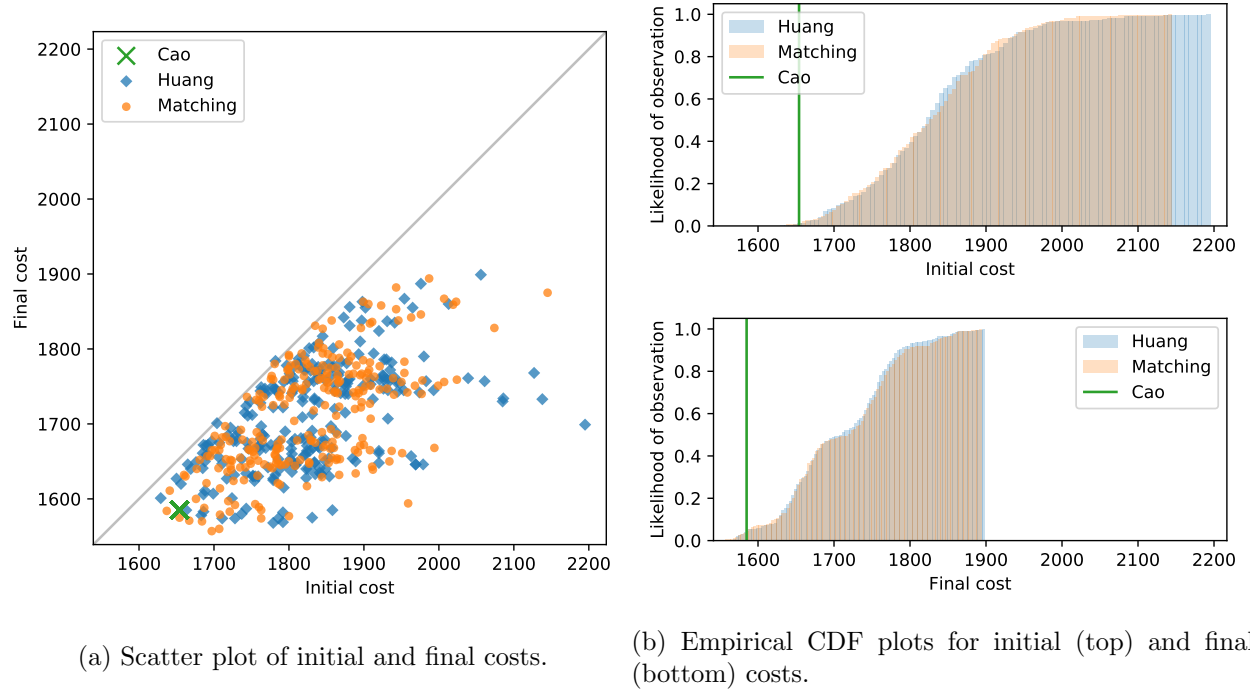 2200
2100
2000
1900
1800
1700
1600
Final cost
Cao
Huang
Matching
1600 1700 1800 1900 2000 2100 2200
Initial cost
(a) Scatter plot of initial and final costs.
1.0
0.8
0.6
0.4
0.2
0.0
Likelihood of observation
Huang
Matching
Cao
1600 1700 1800 1900 2000 2100 2200
Initial cost
1.0
0.8
0.6
0.4
0.2
0.0
Likelihood of observation
Huang
Matching
Cao
1600 1700 1800 1900 2000 2100 2200
Final cost
(b) Empirical CDF plots for initial (top) and final
(bottom) costs.